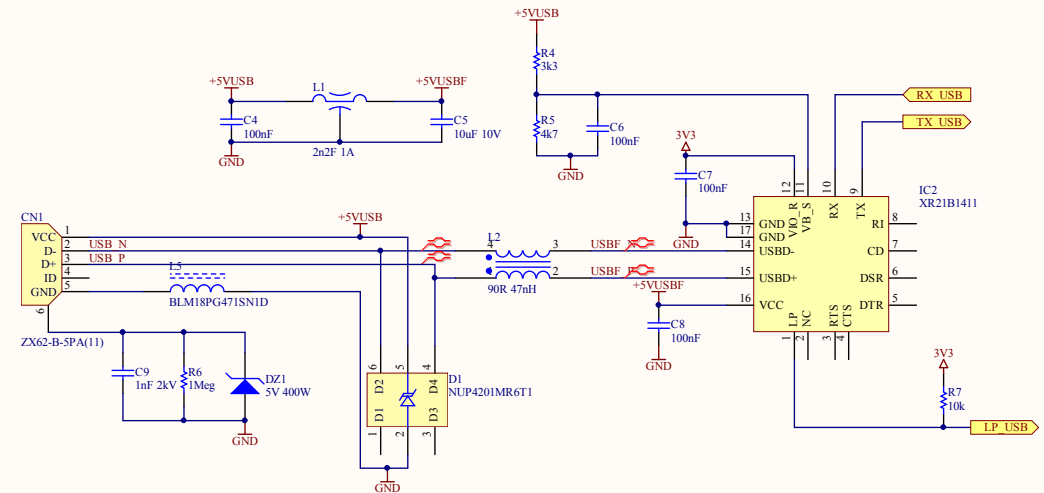 +5VUSB
R4
3k3
+5VUSB
L1
+5VUSBF
C4
100nF
C5
10uF 10V
2n2F 1A
GND
R5
4k7
C6
100nF
GND
RX_USB
TX_USB
3V3
C7
100nF
GND
12
11
10
9
VIO_R
VB_S
RX
TX
IC2
XR21B1411
13
GND
17
GND
14
USBD-
15
USBD+
16
VCC
RI
8
CD
7
DSR
6
DTR
5
LP
NC
RTS
CTS
1
2
3
4
CN1
VCC
1
D-
2
D+
3
ID
4
GND
5
6
ZX62-B-5PA(11)
USB_N
USB_P
+5VUSB
L5
BLM18PG471SN1D
L2
4
3
1
2
90R 47nH
USBF_N
USBF_P
+5VUSBF
C8
100nF
GND
C9
1nF 2kV
R6
1Meg
DZ1
5V 400W
GND
6
5
4
D2
D4
D1
D3
1
2
3
D1
NUP4201MR6T1
GND
3V3
R7
10k
LP_USB